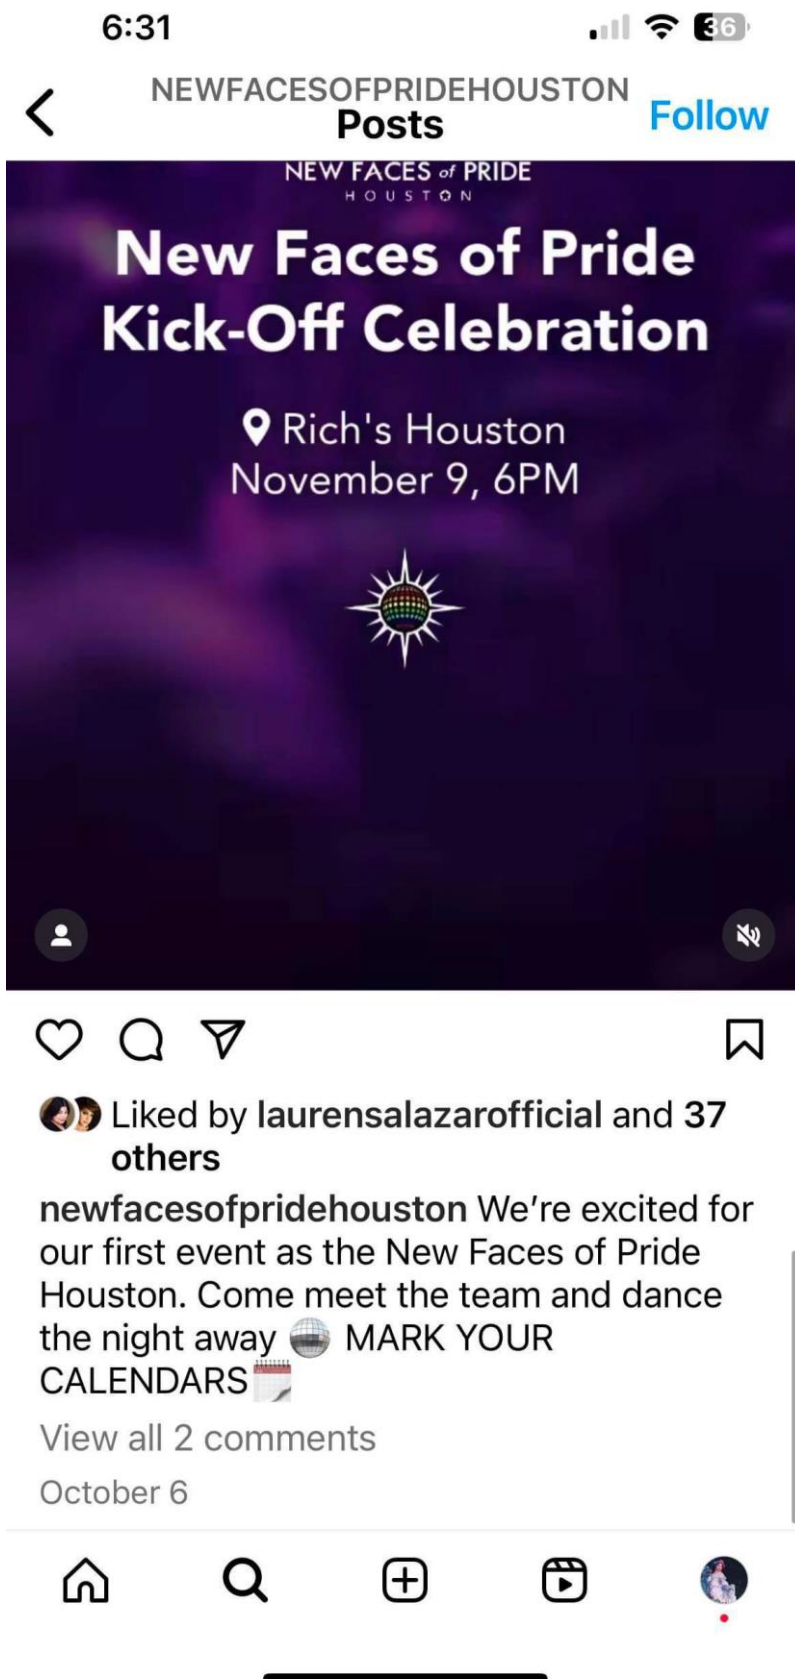 6:31
36
NEWFACESOFPRIDEHOUSTON
Posts
Follow
NEW FACES of PRIDE
HOUSTON
New Faces of Pride
Kick-Off Celebration
Rich's Houston
November 9, 6PM
Liked by laurensalazarofficial and 37
others
newfacesofpridehouston We’re excited for
our first event as the New Faces of Pride
Houston. Come meet the team and dance
the night away 🪩 MARK YOUR
CALENDARS🗓️
View all 2 comments
October 6